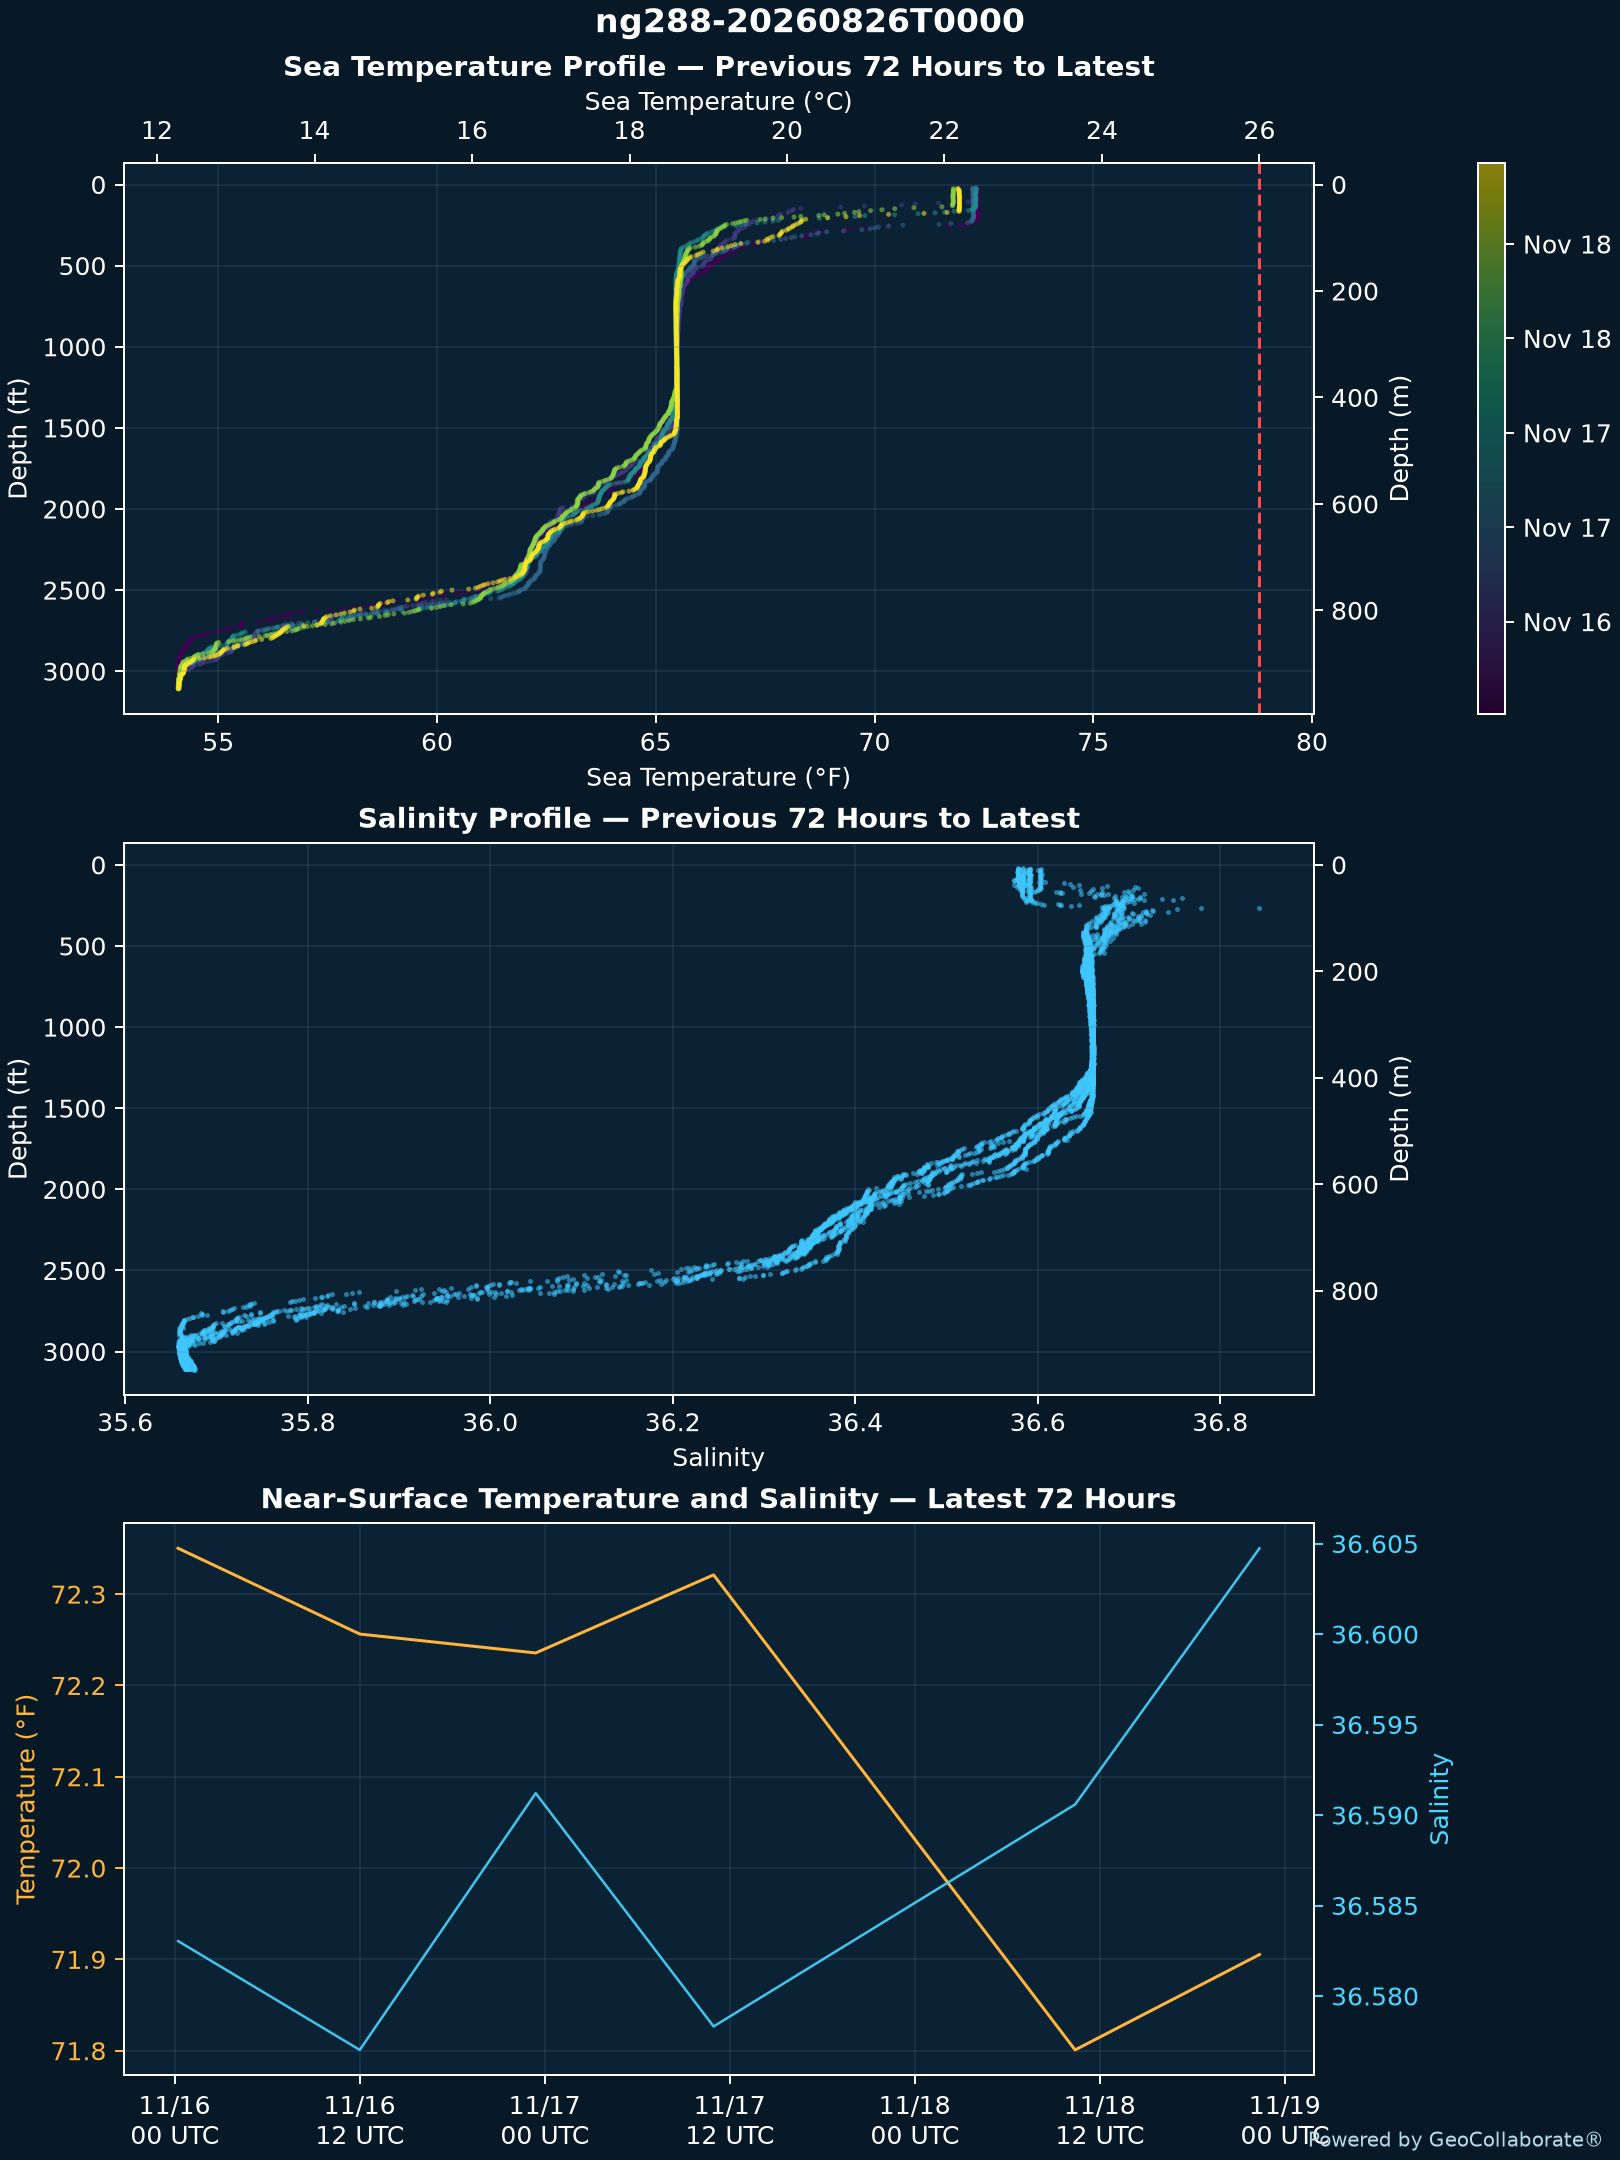 ng288-20260826T0000
Sea Temperature Profile — Previous 72 Hours to Latest
Sea Temperature (°C)
12 14 16 18 20 22 24 26
0
500
1000
1500
2000
2500
3000
Depth (ft)
0
200
400
600
800
Depth (m)
Nov 18
Nov 18
Nov 17
Nov 17
Nov 16
55 60 65 70 75 80
Sea Temperature (°F)
Salinity Profile — Previous 72 Hours to Latest
0
500
1000
1500
2000
2500
3000
Depth (ft)
0
200
400
600
800
Depth (m)
35.6 35.8 36.0 36.2 36.4 36.6 36.8
Salinity
Near-Surface Temperature and Salinity — Latest 72 Hours
72.3
72.2
72.1
72.0
71.9
71.8
Temperature (°F)
36.605
36.600
36.595
36.590
36.585
36.580
Salinity
11/16 11/16 11/17 11/17 11/18 11/18 11/19
00 UTC 12 UTC 00 UTC 12 UTC 00 UTC 12 UTC 00 UTC
Powered by GeoCollaborate®